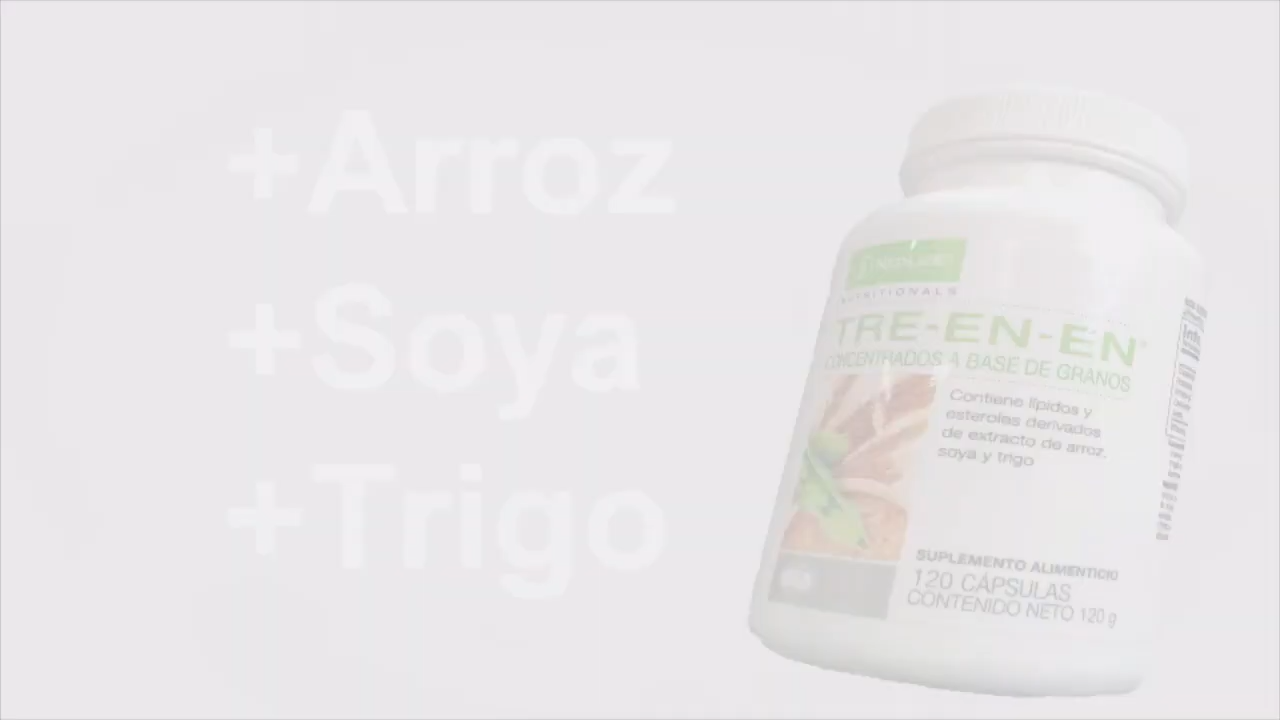 +Arroz
+Soya
+Trigo
NEOLIFE
NUTRITIONALS
TRE-EN-EN
CONCENTRADOS A BASE DE GRANOS
Contiene lípidos y
esteroles derivados
de extracto de arroz,
soya y trigo
SUPLEMENTO ALIMENTICIO
120 CÁPSULAS
CONTENIDO NETO 120 g